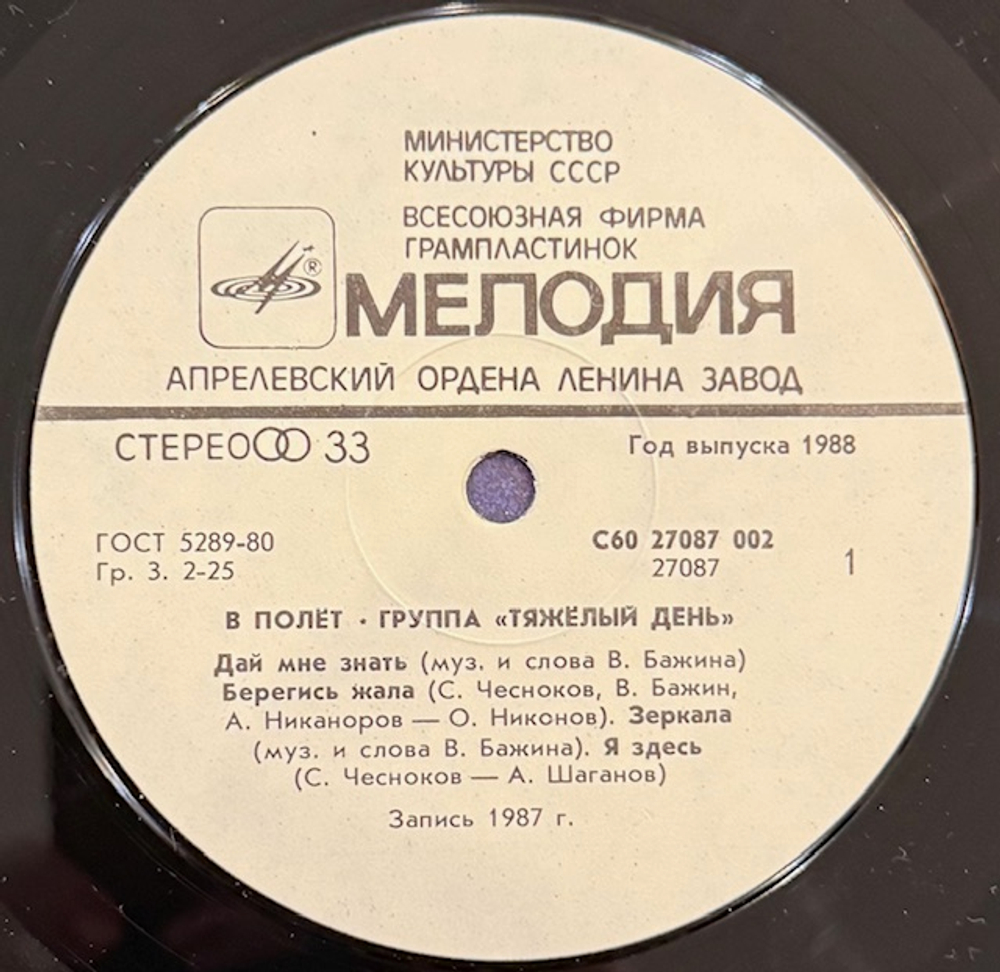 МИНИСТЕРСТВО
КУЛЬТУРЫ СССР
ВСЕСОЮЗНАЯ ФИРМА
ГРАМПЛАСТИНОК
®
МЕЛОДИЯ
АПРЕЛЕВСКИЙ ОРДЕНА ЛЕНИНА ЗАВОД
СТЕРЕО 33
Год выпуска 1988
ГОСТ 5289-80
Гр. 3. 2-25
С60 27087 002
27087
1
В ПОЛЁТ · ГРУППА «ТЯЖЁЛЫЙ ДЕНЬ»
Дай мне знать (муз. и слова В. Бажина)
Берегись жала (С. Чесноков, В. Бажин,
А. Никаноров — О. Никонов). Зеркала
(муз. и слова В. Бажина). Я здесь
(С. Чесноков — А. Шаганов)
Запись 1987 г.